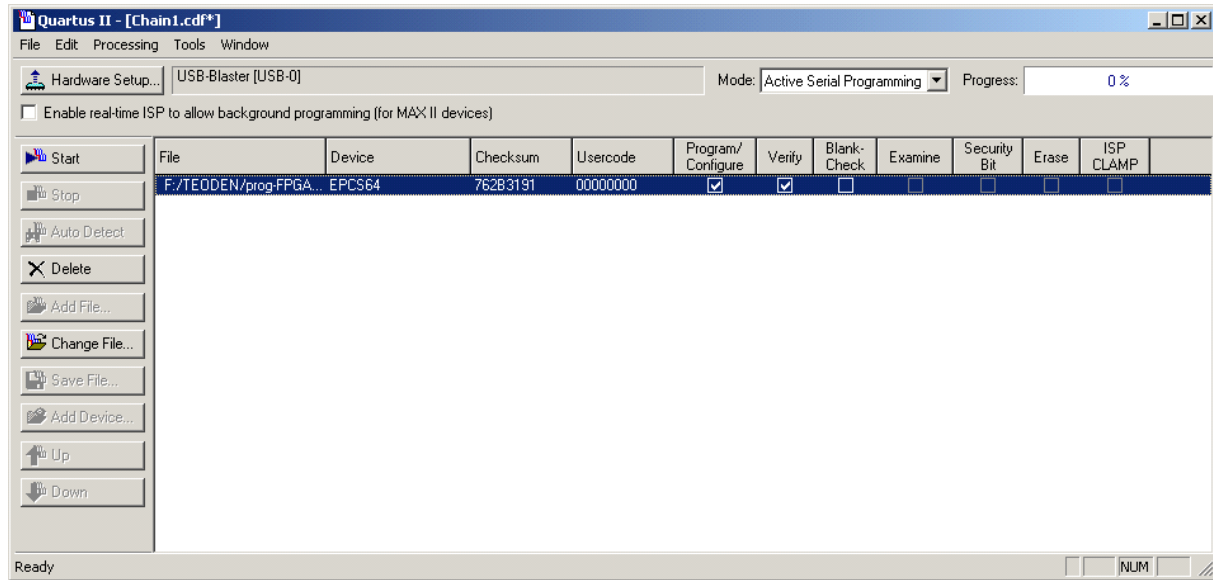 Quartus II - [Chain1.cdf*]
File Edit Processing Tools Window
Hardware Setup... USB-Blaster [USB-0] Mode: Active Serial Programming Progress: 0 %
Enable real-time ISP to allow background programming (for MAX II devices)
Start
Stop
Auto Detect
Delete
Add File...
Change File...
Save File...
Add Device...
Up
Down
File Device Checksum Usercode Program/ Configure Verify Blank- Check Examine Security Bit Erase ISP CLAMP
F:/TEODEN/prog-FPGA... EPCS64 762B3191 00000000
Ready NUM